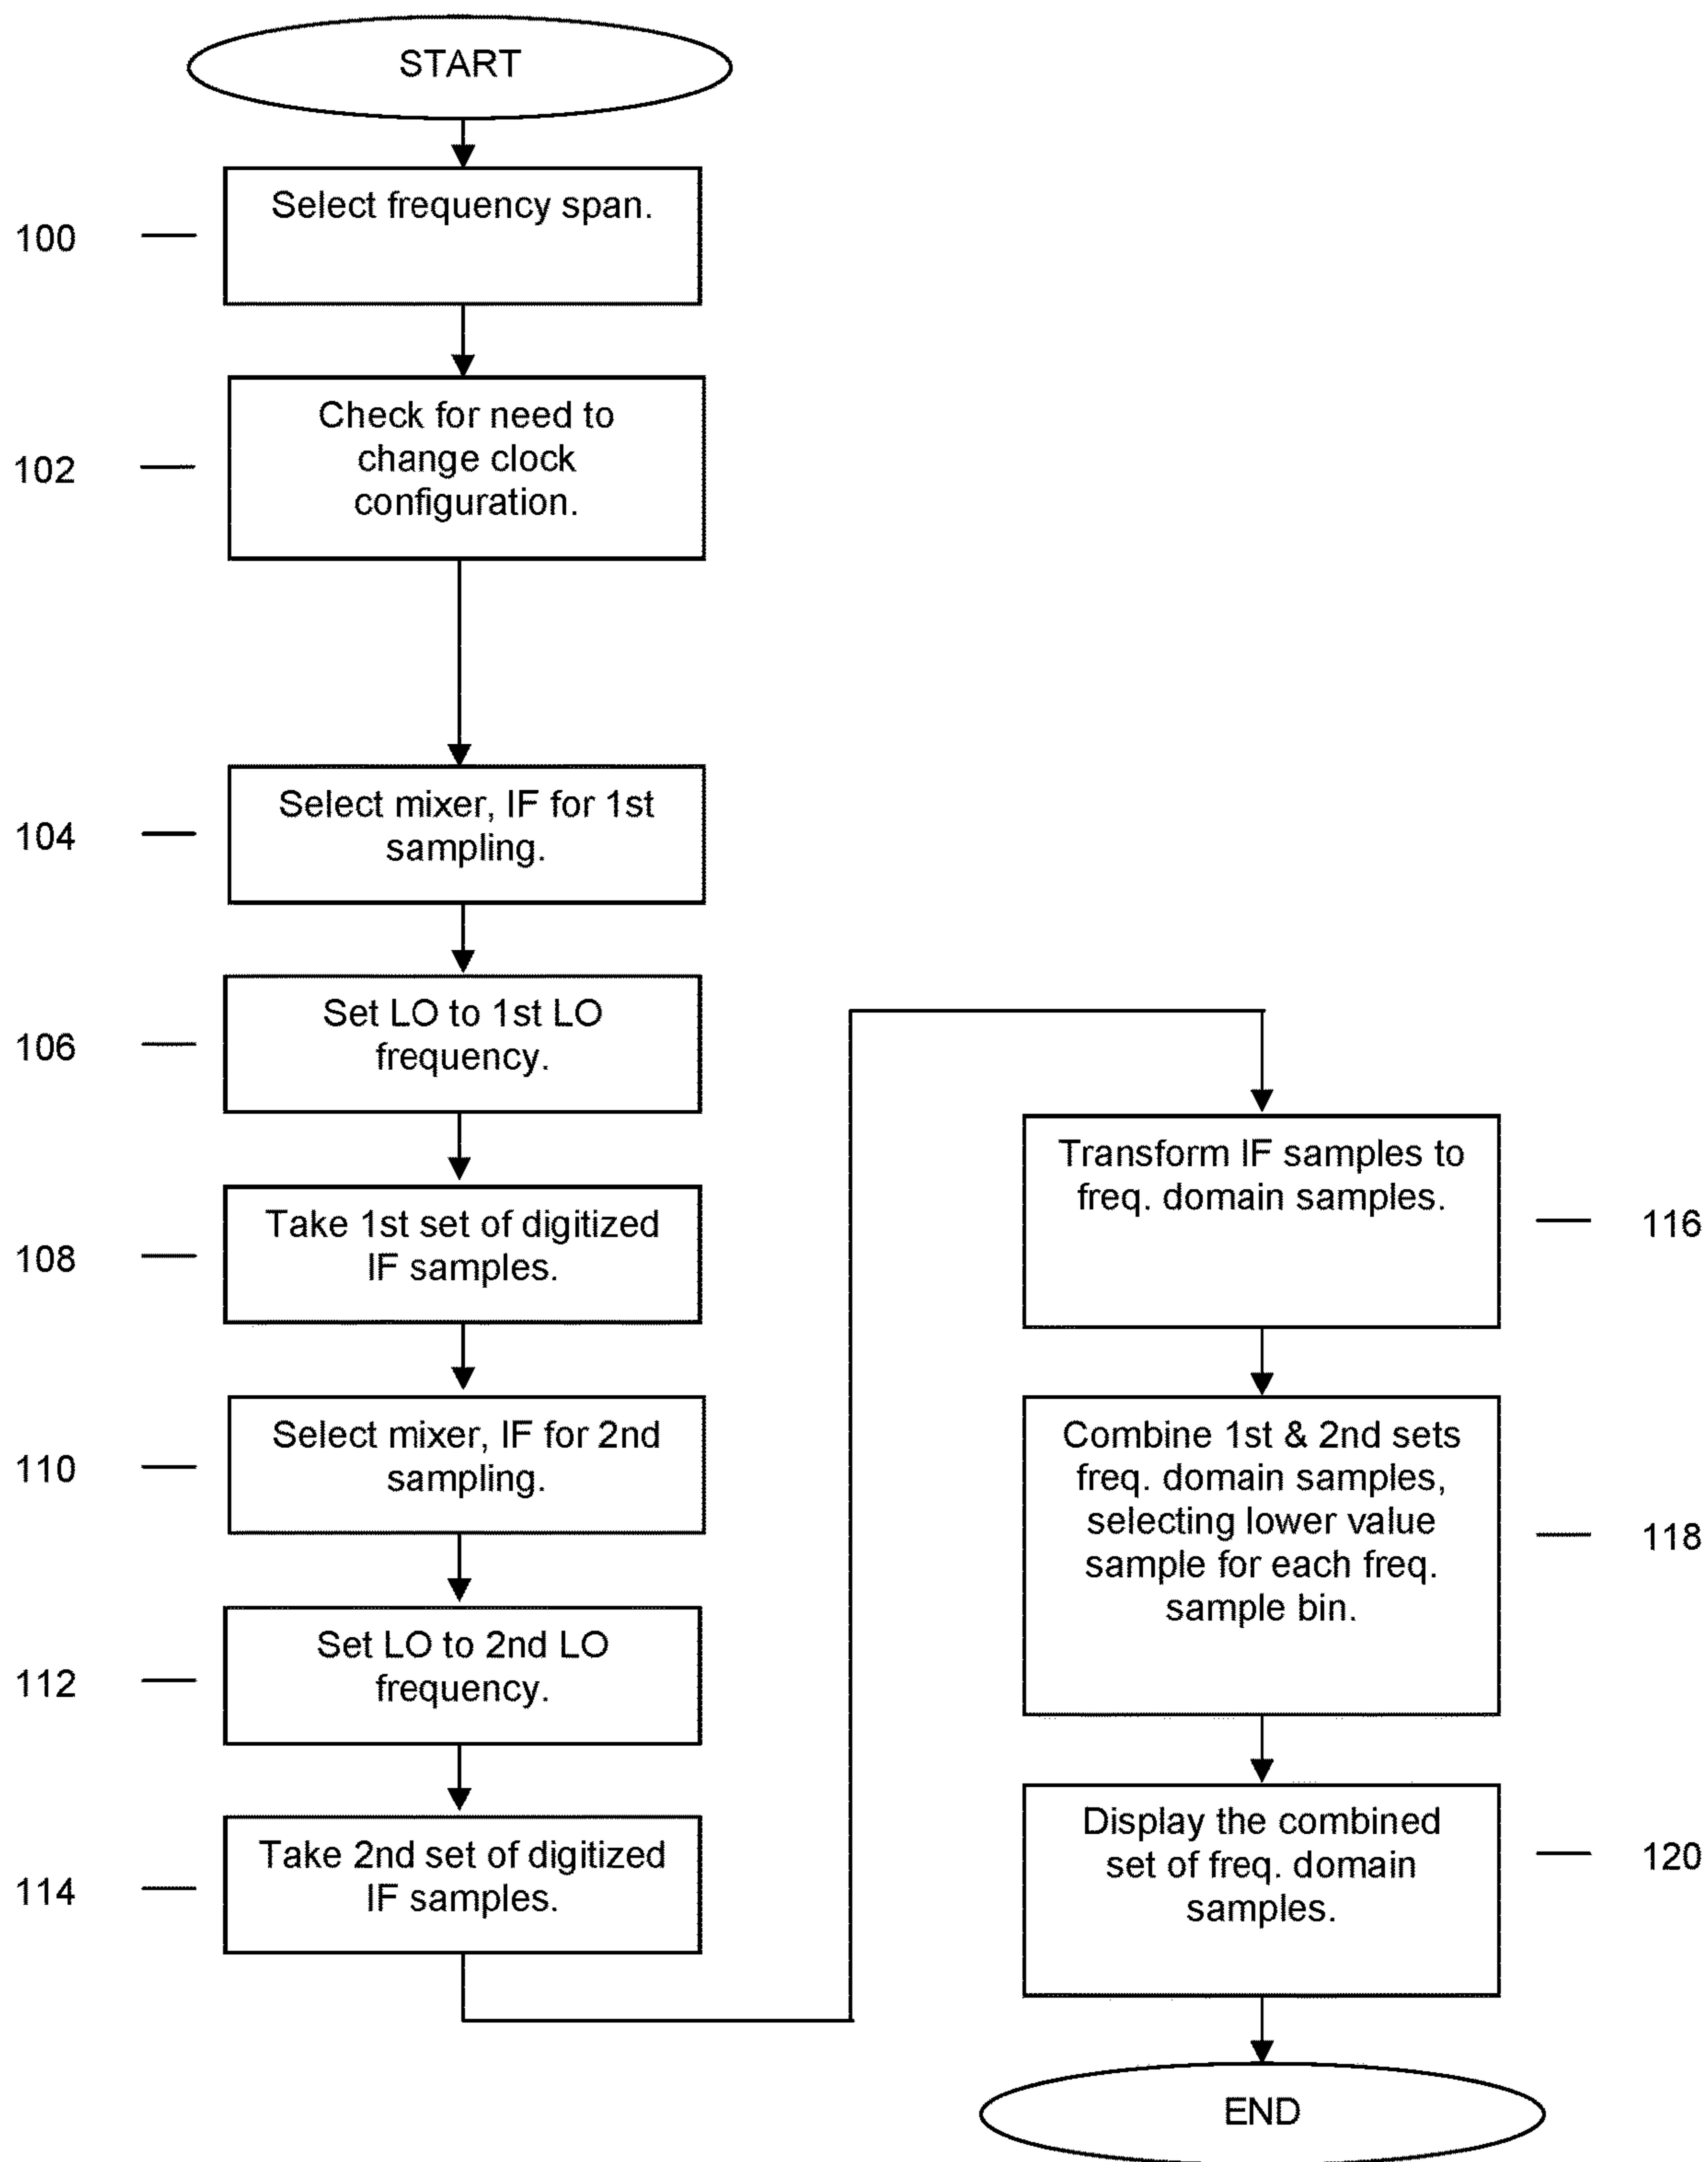 START
100
Select frequency span.
102
Check for need to
change clock
configuration.
104
Select mixer, IF for 1st
sampling.
106
Set LO to 1st LO
frequency.
108
Take 1st set of digitized
IF samples.
110
Select mixer, IF for 2nd
sampling.
112
Set LO to 2nd LO
frequency.
114
Take 2nd set of digitized
IF samples.
Transform IF samples to
freq. domain samples.
116
Combine 1st & 2nd sets
freq. domain samples,
selecting lower value
sample for each freq.
sample bin.
118
Display the combined
set of freq. domain
samples.
120
END